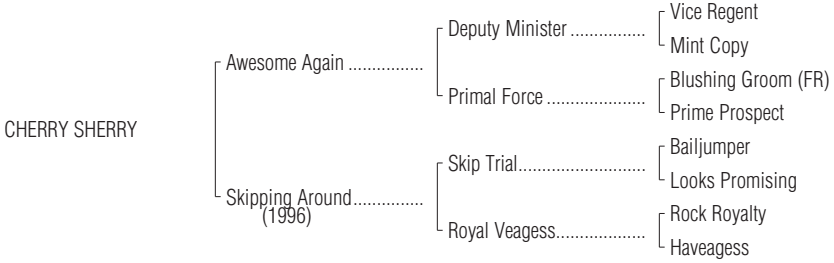 Vice Regent
Deputy Minister ................
Mint Copy
Awesome Again ................
Blushing Groom (FR)
Primal Force .....................
Prime Prospect
CHERRY SHERRY
Bailjumper
Skip Trial...........................
Looks Promising
Skipping Around...............
(1996)
Rock Royalty
Royal Veagess...................
Haveagess